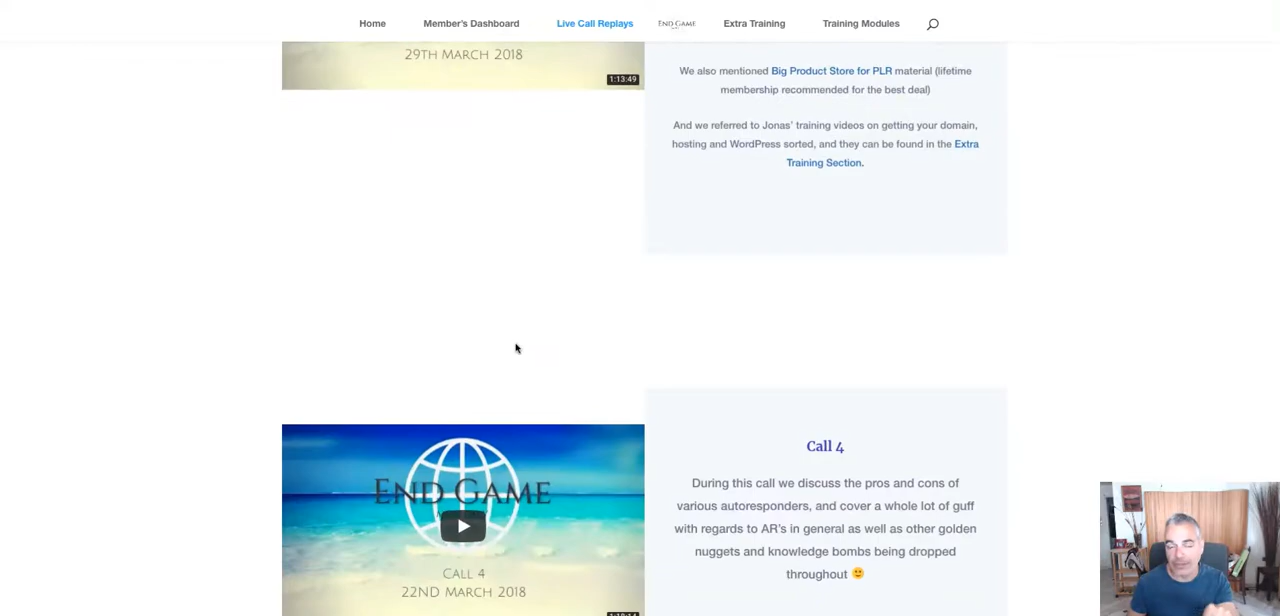 Home
Member's Dashboard
Live Call Replays
END GAME
Extra Training
Training Modules
29TH MARCH 2018
1:13:49
We also mentioned Big Product Store for PLR material (lifetime
membership recommended for the best deal)
And we referred to Jonas' training videos on getting your domain,
hosting and WordPress sorted, and they can be found in the Extra
Training Section.
END GAME
CALL 4
22ND MARCH 2018
Call 4
During this call we discuss the pros and cons of
various autoresponders, and cover a whole lot of guff
with regards to AR's in general as well as other golden
nuggets and knowledge bombs being dropped
throughout 🙂